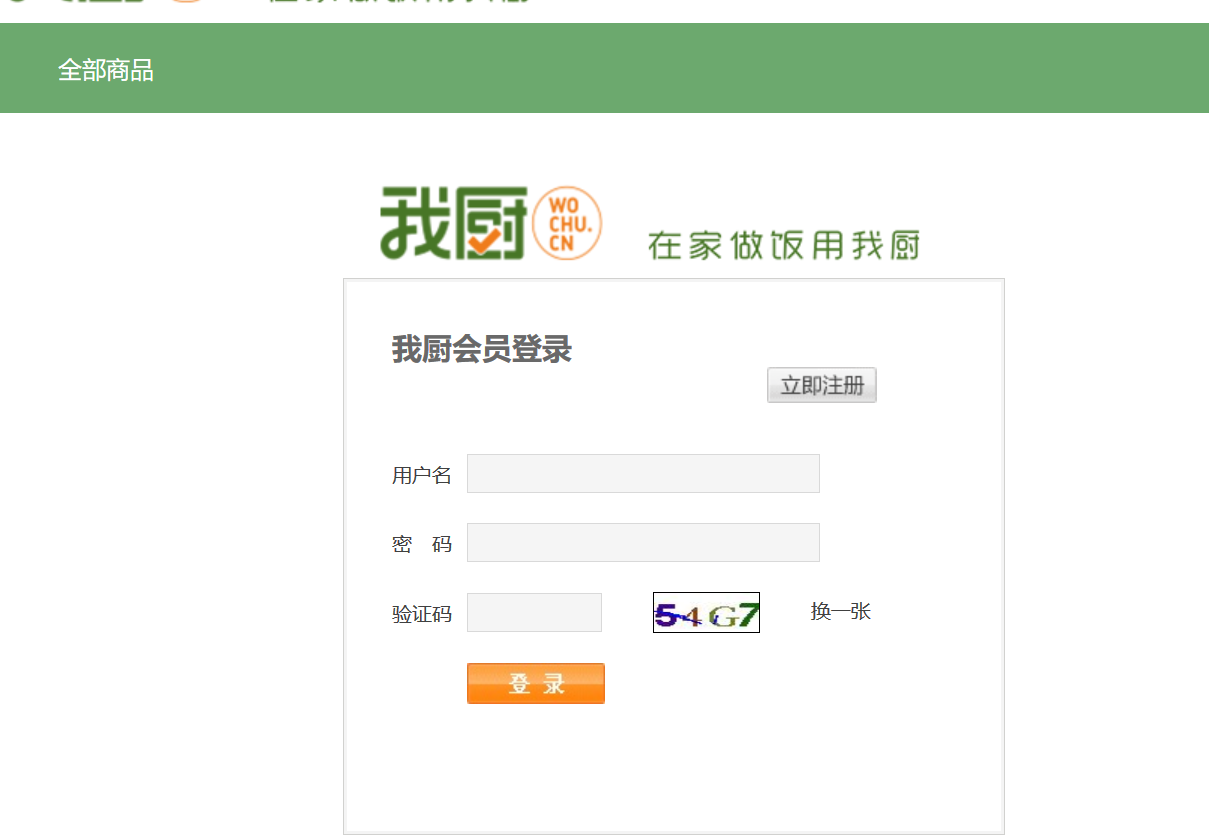 全部商品
我厨 WO CHU. CN 在家做饭用我厨
我厨会员登录
立即注册
用户名
密 码
验证码 54G7 换一张
登 录